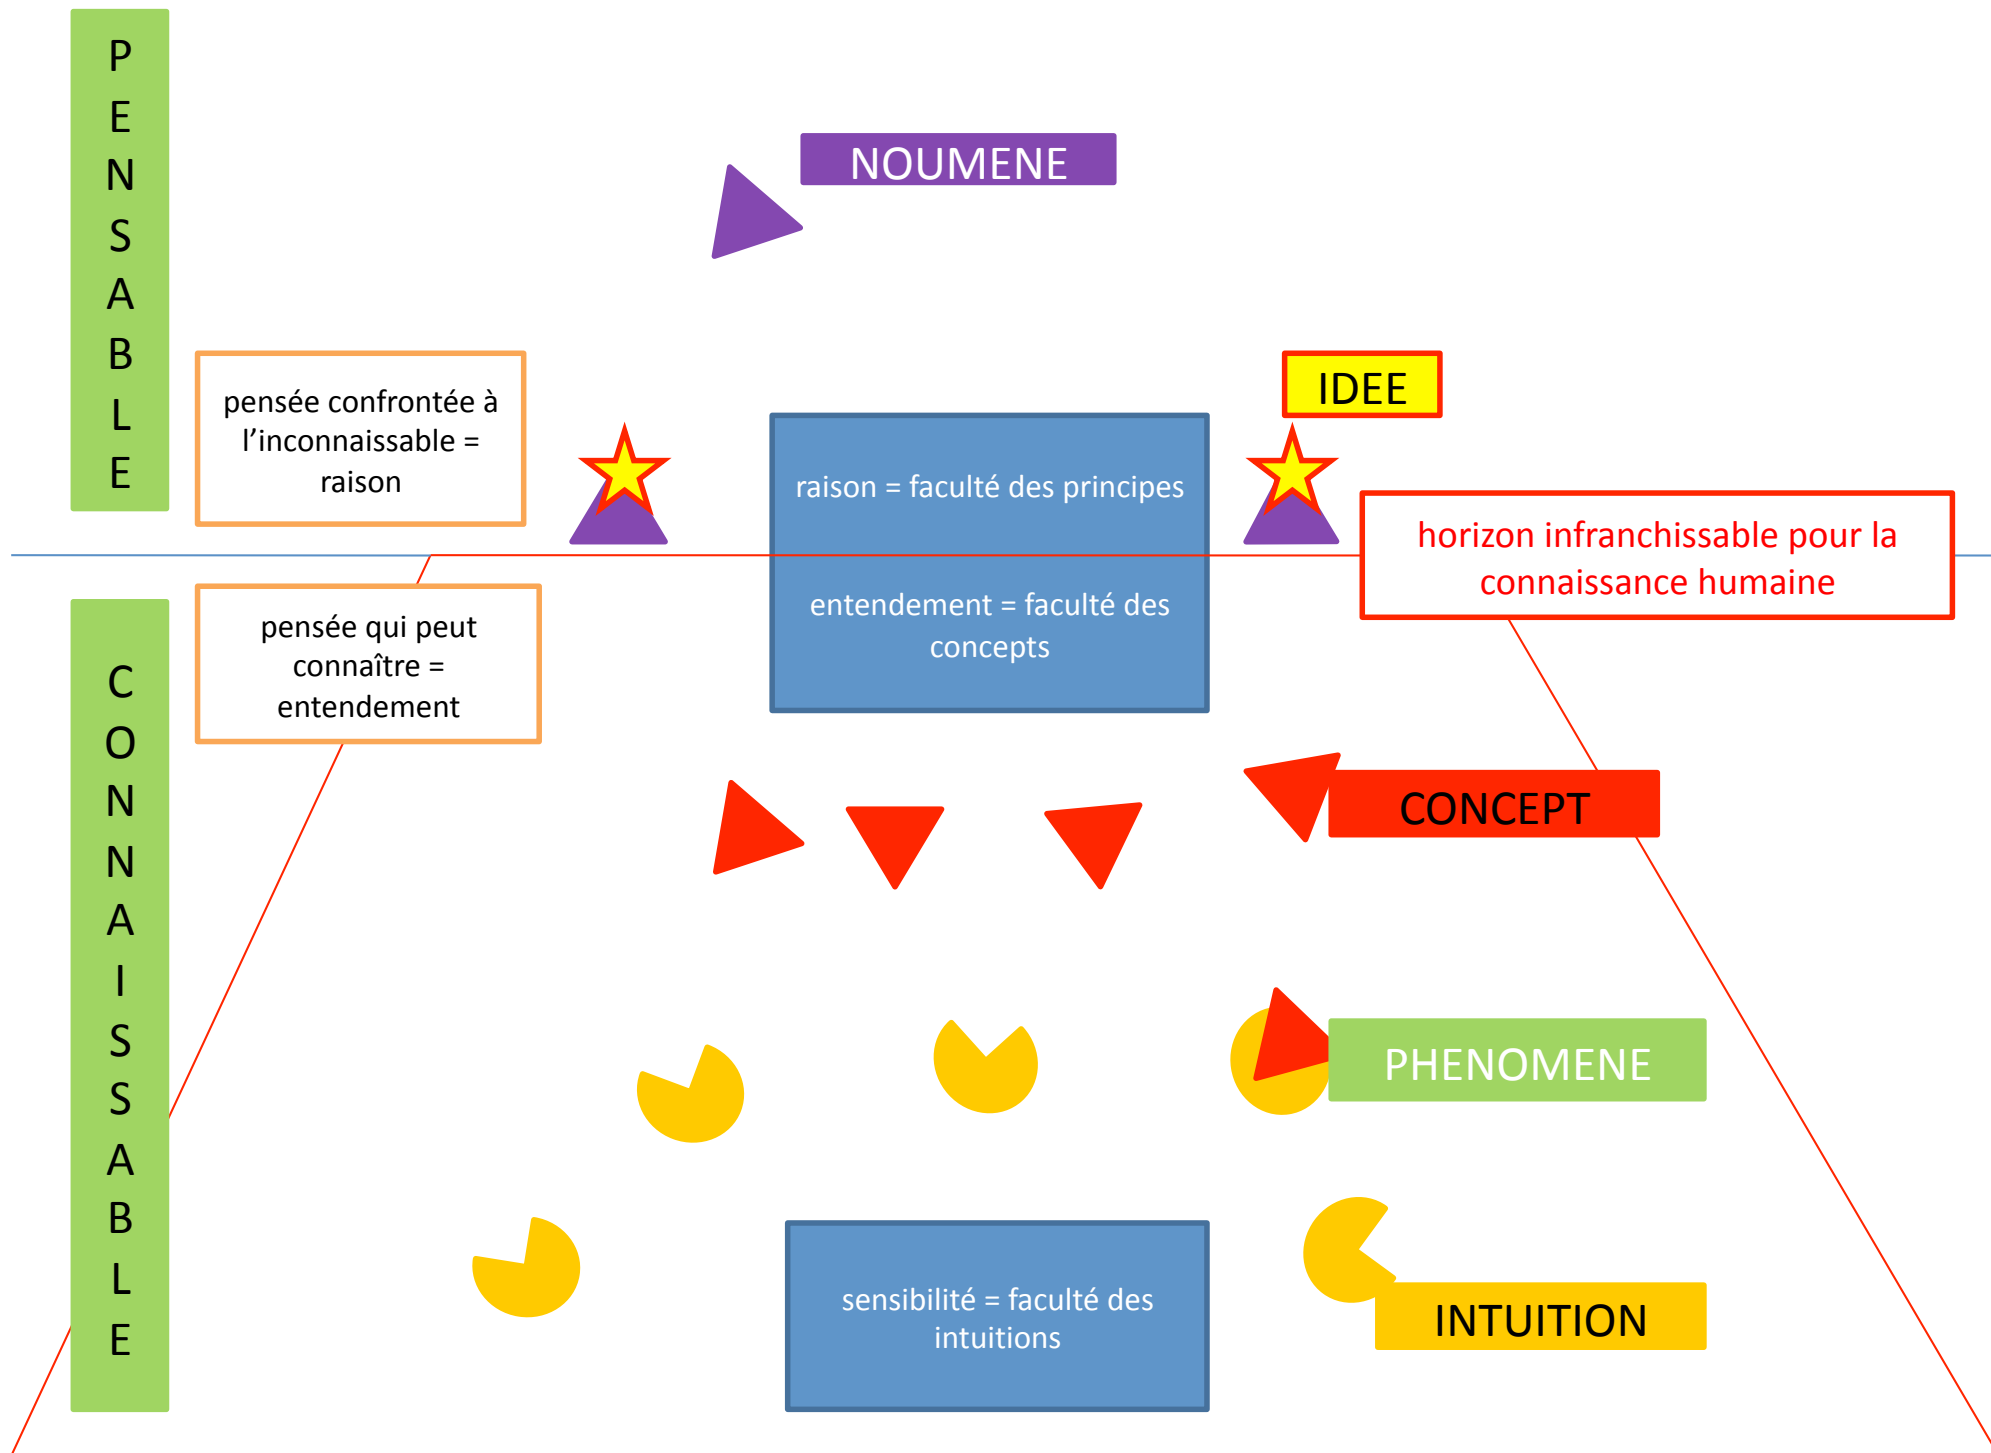 P
E
N
S
A
B
L
E
NOUMENE
pensée confrontée à
l'inconnaissable =
raison
IDEE
raison = faculté des principes
horizon infranchissable pour la
connaissance humaine
entendement = faculté des
concepts
pensée qui peut
connaître =
entendement
C
O
N
N
A
I
S
S
A
B
L
E
CONCEPT
PHENOMENE
sensibilité = faculté des
intuitions
INTUITION